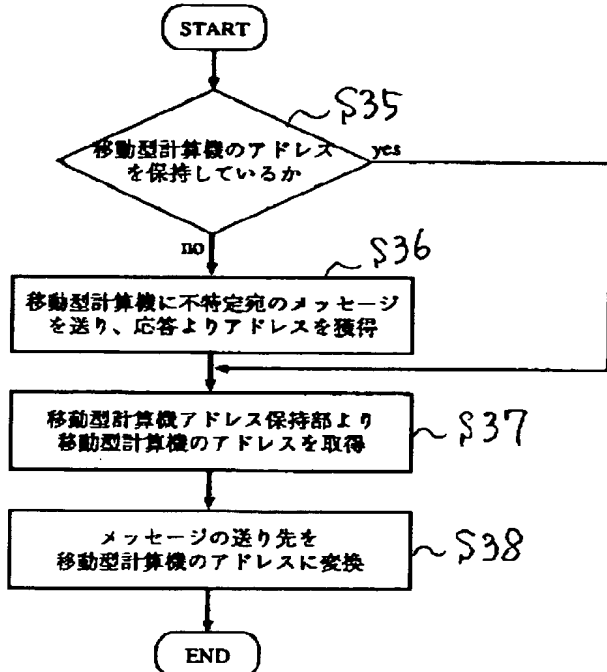 START
S35
移動型計算機のアドレス
を保持しているか
yes
no
S36
移動型計算機に不特定宛のメッセージ
を送り、応答よりアドレスを獲得
移動型計算機アドレス保持部より
移動型計算機のアドレスを取得
S37
メッセージの送り先を
移動型計算機のアドレスに変換
S38
END